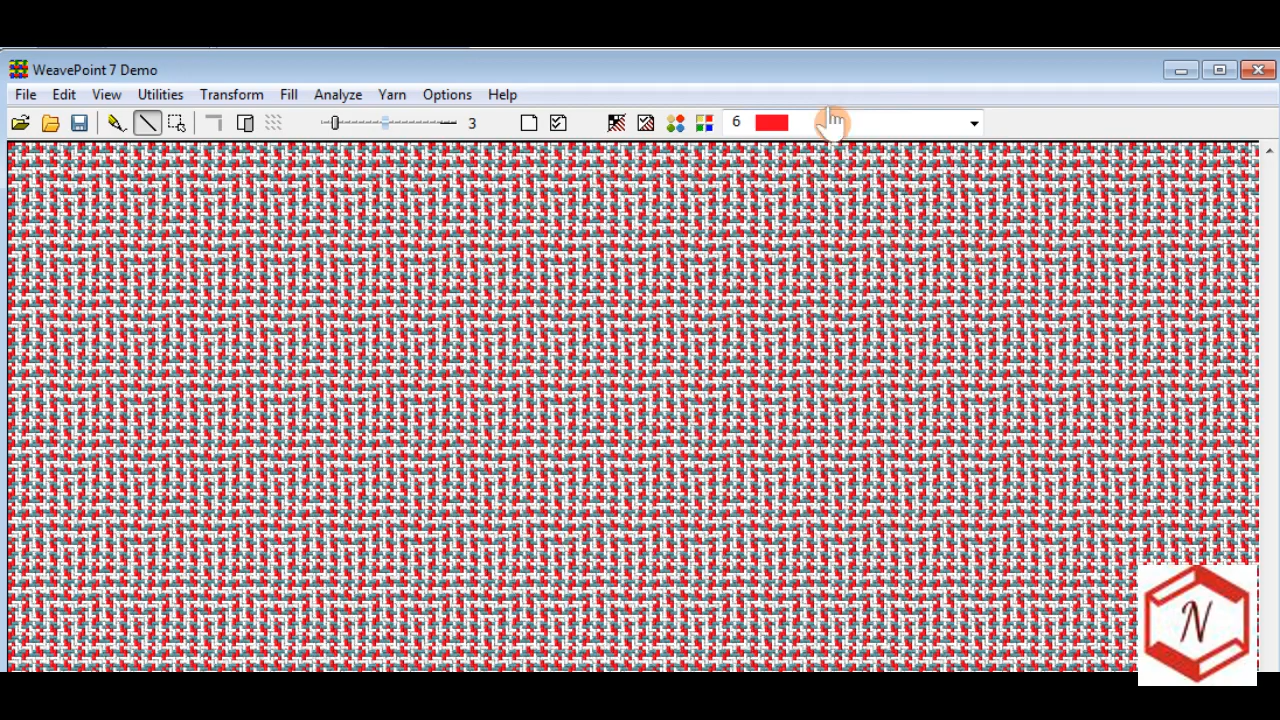 WeavePoint 7 Demo
File Edit View Utilities Transform Fill Analyze Yarn Options Help
3 6
N